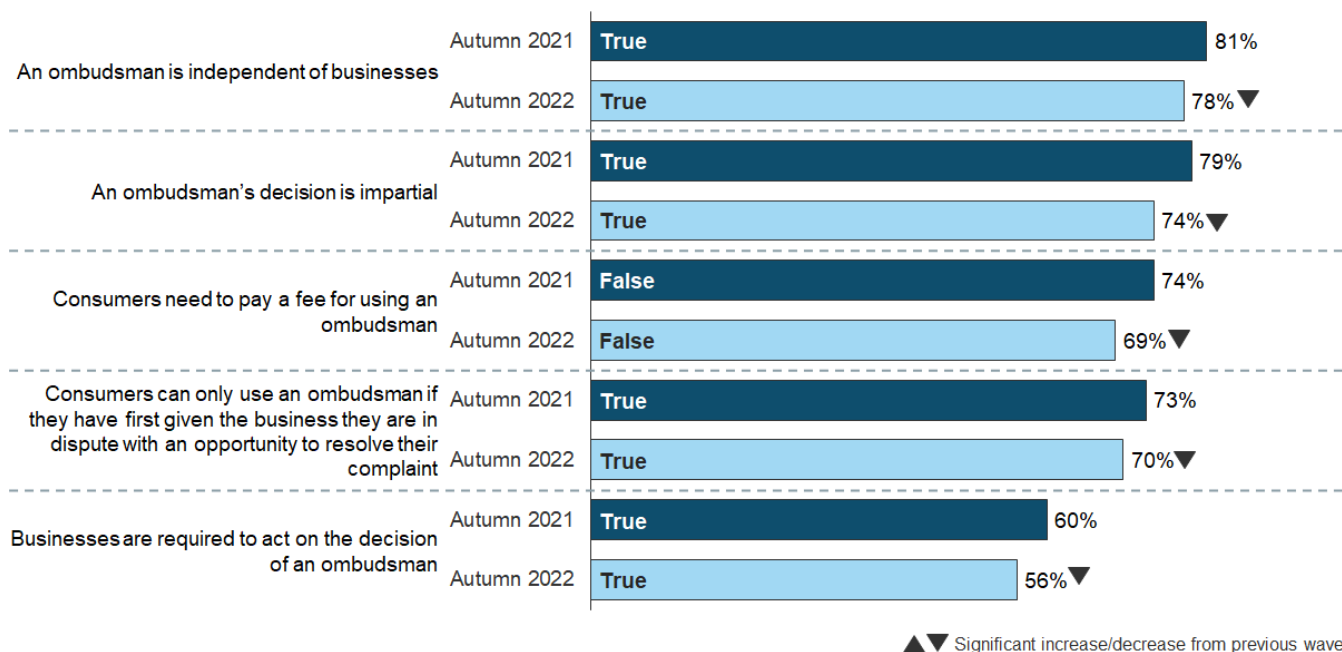 Autumn 2021 True 81%
An ombudsman is independent of businesses
Autumn 2022 True 78% ▼
Autumn 2021 True 79%
An ombudsman’s decision is impartial
Autumn 2022 True 74% ▼
Autumn 2021 False 74%
Consumers need to pay a fee for using an
ombudsman
Autumn 2022 False 69% ▼
Consumers can only use an ombudsman if
they have first given the business they are in
dispute with an opportunity to resolve their
complaint
Autumn 2021 True 73%
Autumn 2022 True 70% ▼
Autumn 2021 True 60%
Businesses are required to act on the decision
of an ombudsman
Autumn 2022 True 56% ▼
▲▼ Significant increase/decrease from previous wave